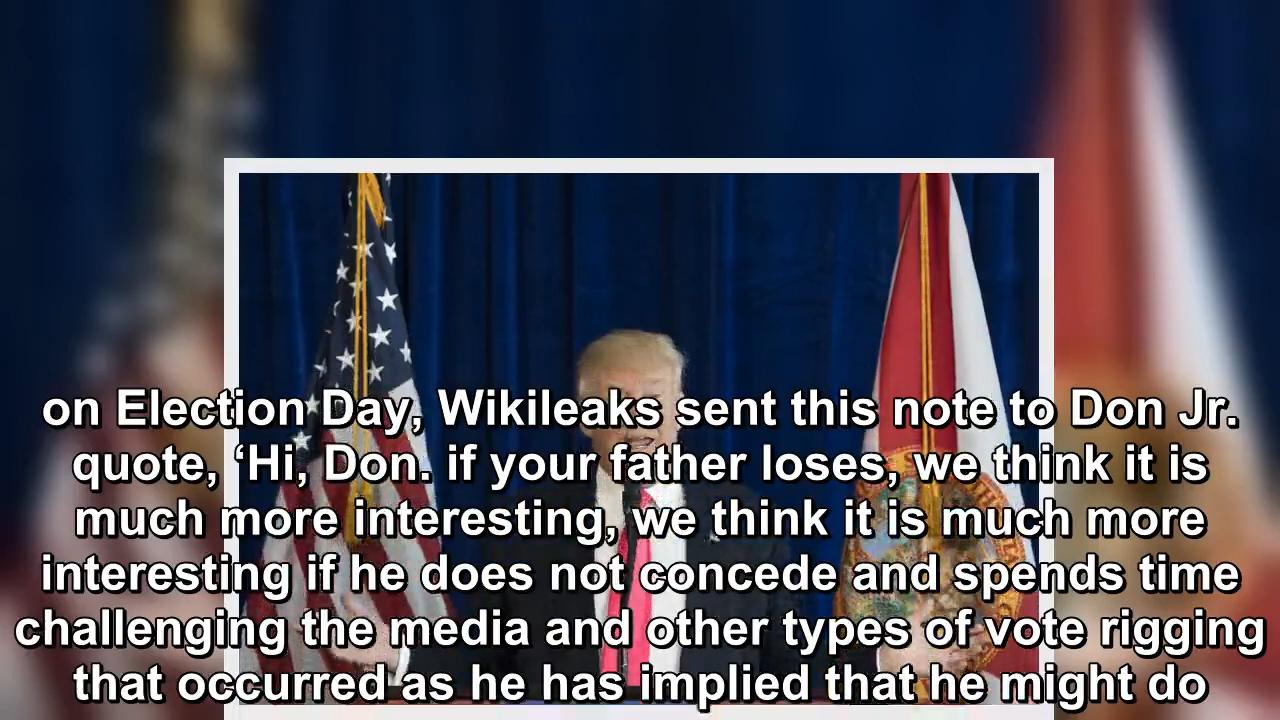 on Election Day, Wikileaks sent this note to Don Jr.
quote, ‘Hi, Don. if your father loses, we think it is
much more interesting, we think it is much more
interesting if he does not concede and spends time
challenging the media and other types of vote rigging
that occurred as he has implied that he might do